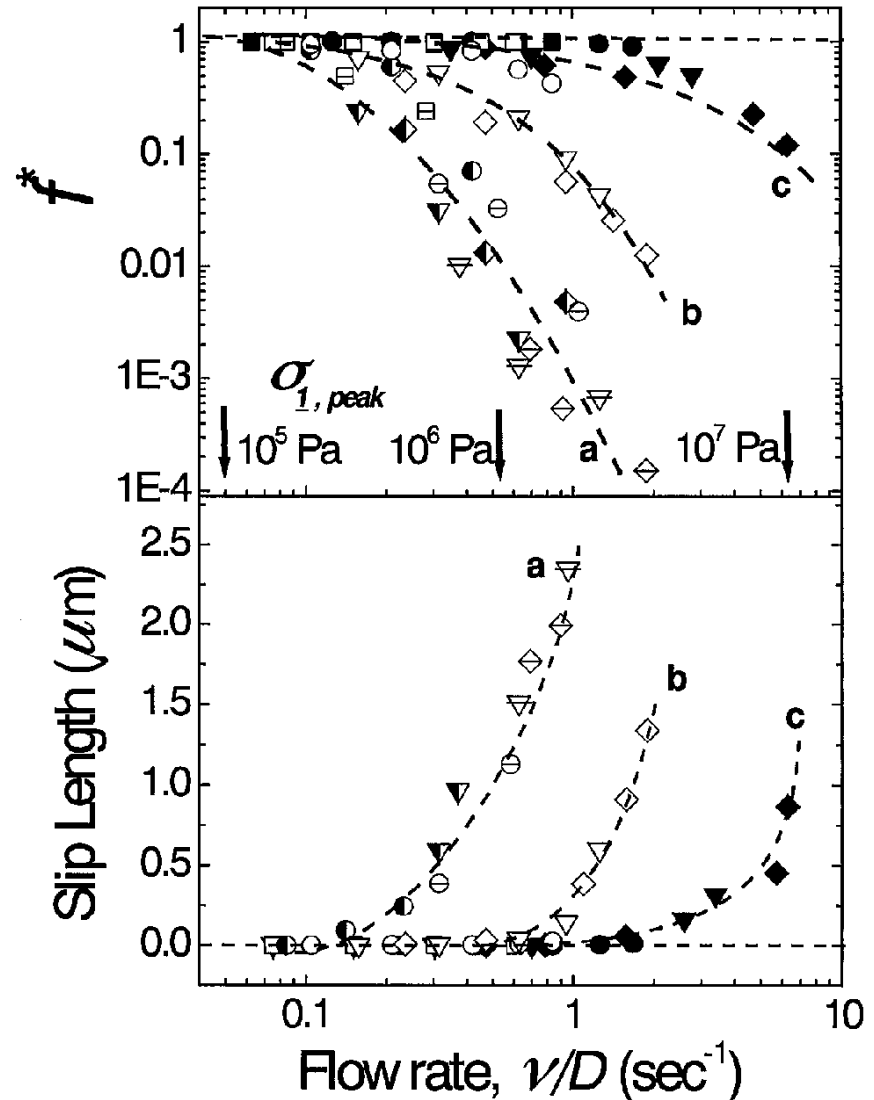 1
0.1
0.01
1E-3
1E-4
f*
c
b
a
σ1, peak
10⁵ Pa
10⁶ Pa
10⁷ Pa
2.5
2.0
1.5
1.0
0.5
0.0
Slip Length (μm)
a
b
c
0.1
1
10
Flow rate, ν/D (sec⁻¹)